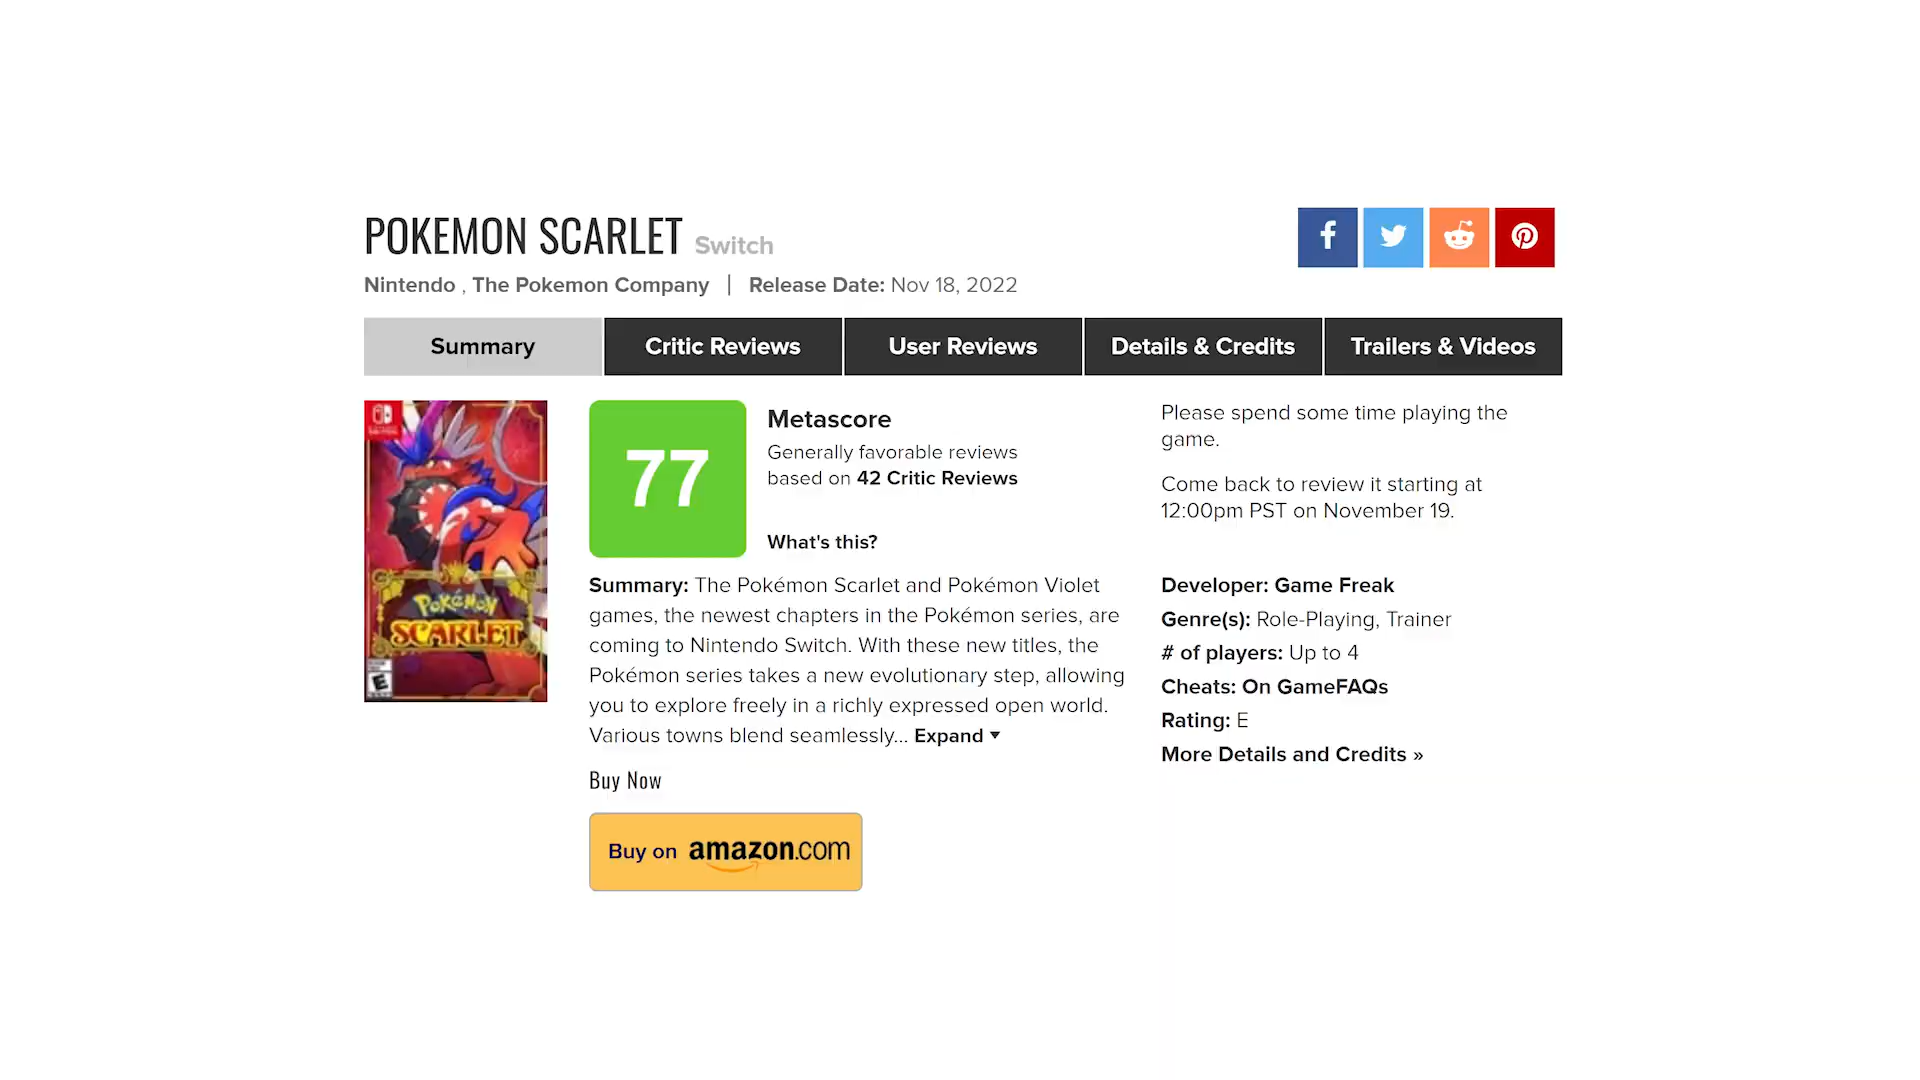 POKEMON SCARLET Switch
Nintendo , The Pokemon Company | Release Date: Nov 18, 2022
Summary
Critic Reviews
User Reviews
Details & Credits
Trailers & Videos
Pokémon
SCARLET
E
77
Metascore
Generally favorable reviews
based on 42 Critic Reviews
What's this?
Summary: The Pokémon Scarlet and Pokémon Violet
games, the newest chapters in the Pokémon series, are
coming to Nintendo Switch. With these new titles, the
Pokémon series takes a new evolutionary step, allowing
you to explore freely in a richly expressed open world.
Various towns blend seamlessly... Expand ▼
Buy Now
Buy on amazon.com
Please spend some time playing the
game.
Come back to review it starting at
12:00pm PST on November 19.
Developer: Game Freak
Genre(s): Role-Playing, Trainer
# of players: Up to 4
Cheats: On GameFAQs
Rating: E
More Details and Credits »